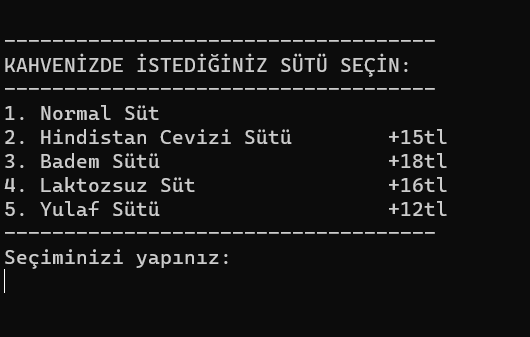 ------------------------------------
KAHVENİZDE İSTEDİĞİNİZ SÜTÜ SEÇİN:
------------------------------------
1. Normal Süt
2. Hindistan Cevizi Sütü        +15tl
3. Badem Sütü                   +18tl
4. Laktozsuz Süt                +16tl
5. Yulaf Sütü                   +12tl
------------------------------------
Seçiminizi yapınız: